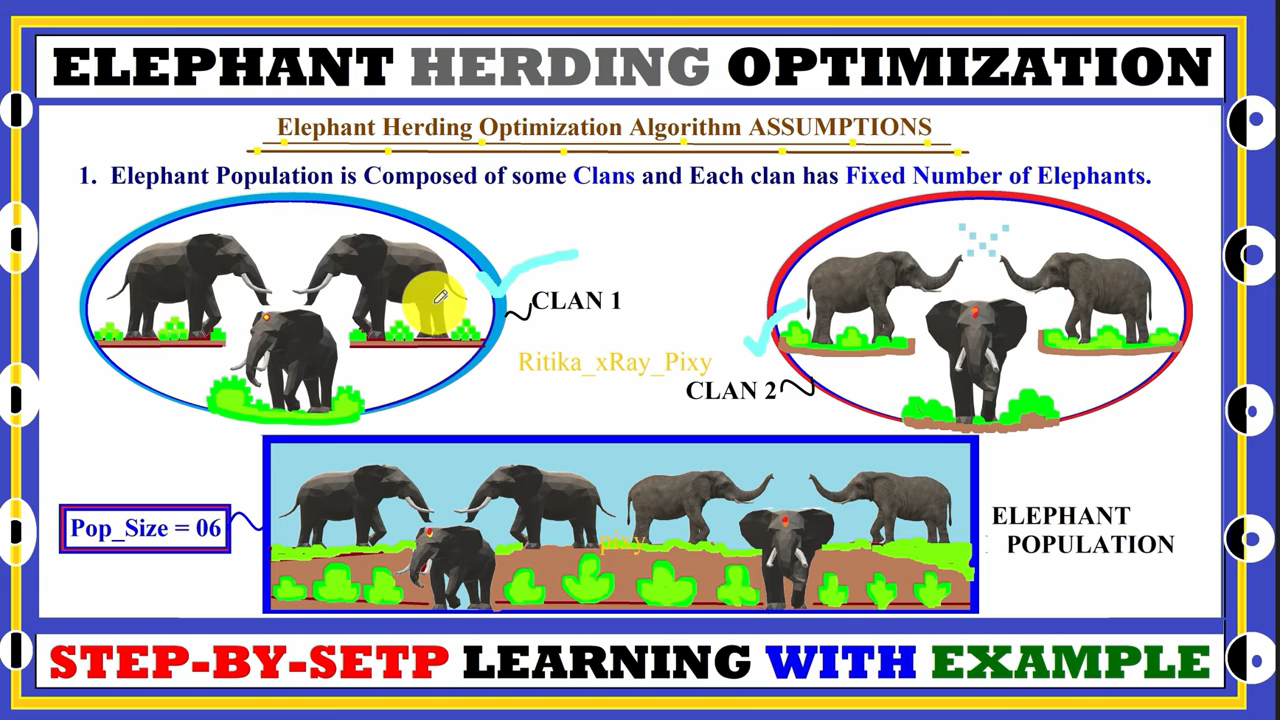 ELEPHANT HERDING OPTIMIZATION
Elephant Herding Optimization Algorithm ASSUMPTIONS
1. Elephant Population is Composed of some Clans and Each clan has Fixed Number of Elephants.
CLAN 1
Ritika_xRay_Pixy
CLAN 2
Pop_Size = 06
pixy
ELEPHANT
POPULATION
STEP-BY-SETP LEARNING WITH EXAMPLE